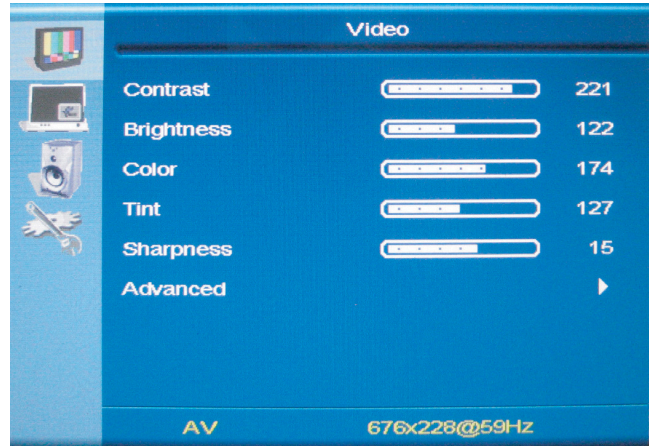 Video
Contrast 221
Brightness 122
Color 174
Tint 127
Sharpness 15
Advanced
AV 676x228@59Hz